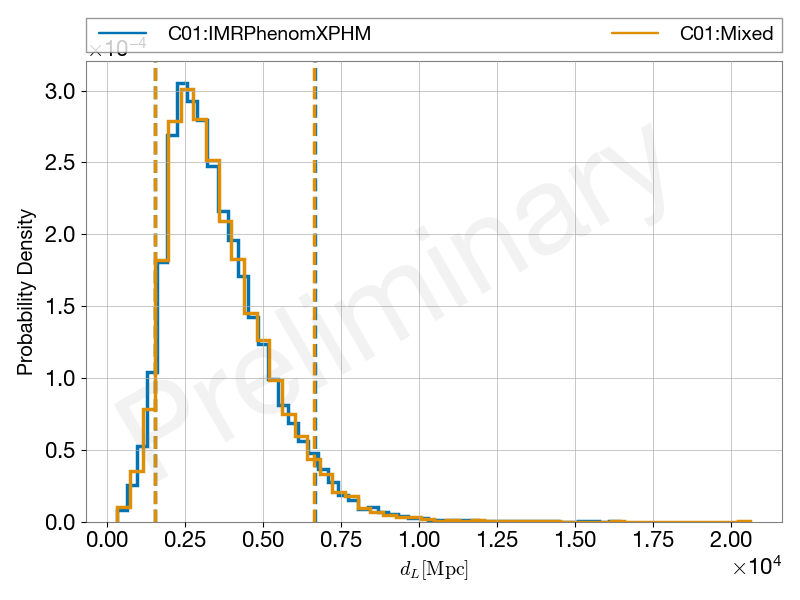 C01:IMRPhenomXPHM C01:Mixed
×10⁻⁴
3.0
2.5
2.0
1.5
1.0
0.5
0.0
Probability Density
Preliminary
0.00 0.25 0.50 0.75 1.00 1.25 1.50 1.75 2.00
×10⁴
d_L[Mpc]